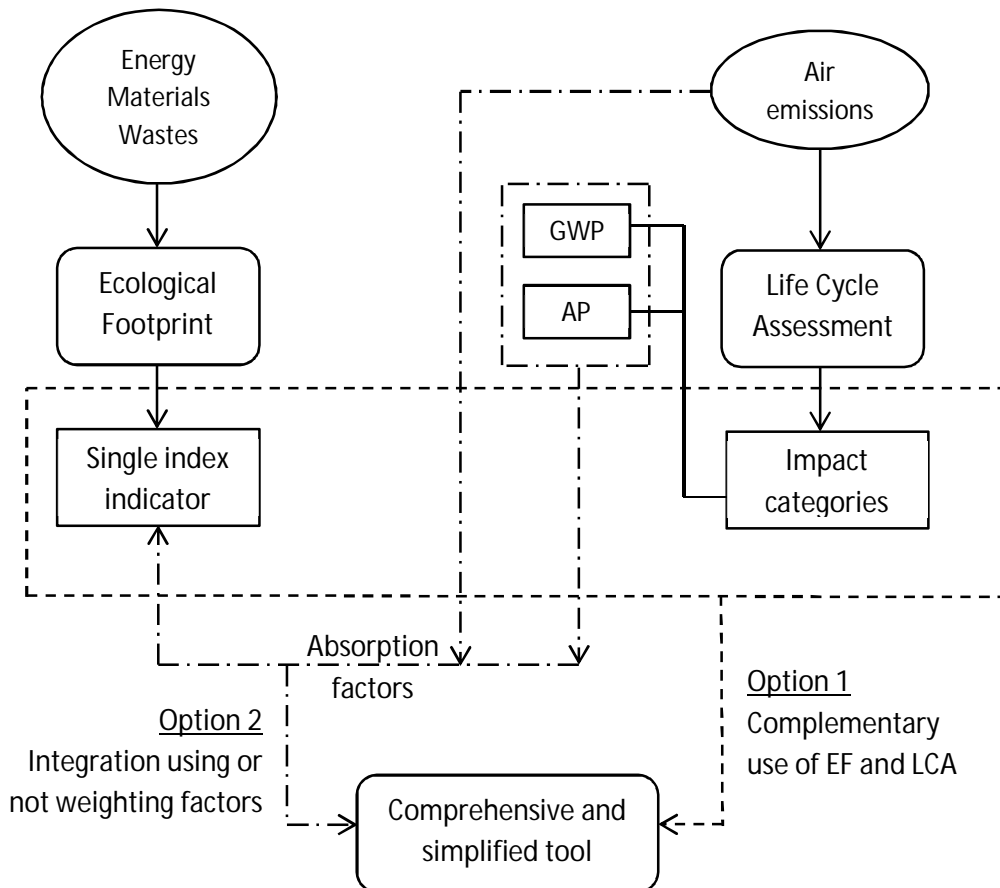 Energy
Materials
Wastes
Air
emissions
GWP
AP
Ecological
Footprint
Life Cycle
Assessment
Single index
indicator
Impact
categories
Absorption
factors
Option 2
Integration using or
not weighting factors
Option 1
Complementary
use of EF and LCA
Comprehensive and
simplified tool